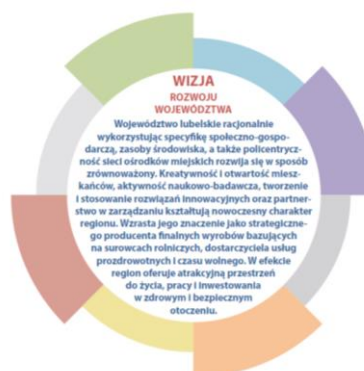 WIZJA
ROZWOJU
WOJEWÓDZTWA
Województwo lubelskie racjonalnie
wykorzystując specyfikę społeczno-gospo-
darczą, zasoby środowiska, a także policentrycz-
ność sieci ośrodków miejskich rozwija się w sposób
zrównoważony. Kreatywność i otwartość miesz-
kańców, aktywność naukowo-badawcza, tworzenie
i stosowanie rozwiązań innowacyjnych oraz partner-
stwo w zarządzaniu kształtują nowoczesny charakter
regionu. Wzrasta jego znaczenie jako strategiczne-
go producenta finalnych wyrobów bazujących
na surowcach rolniczych, dostarczyciela usług
prozdrowotnych i czasu wolnego. W efekcie
region oferuje atrakcyjną przestrzeń
do życia, pracy i inwestowania
w zdrowym i bezpiecznym
otoczeniu.